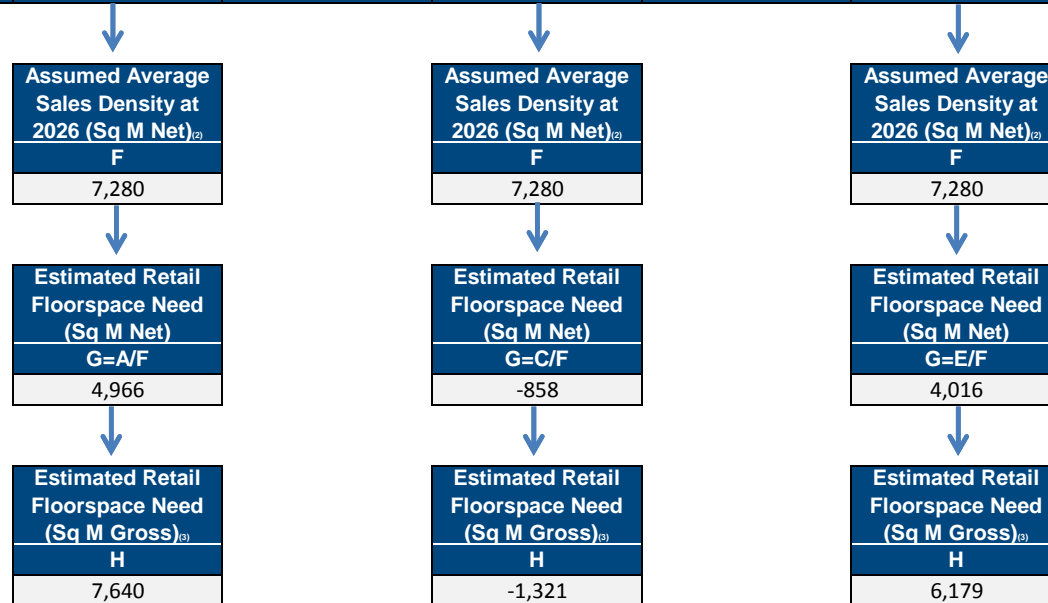 Assumed Average
Sales Density at
2026 (Sq M Net)(2)
F
7,280
Assumed Average
Sales Density at
2026 (Sq M Net)(2)
F
7,280
Assumed Average
Sales Density at
2026 (Sq M Net)(2)
F
7,280
Estimated Retail
Floorspace Need
(Sq M Net)
G=A/F
4,966
Estimated Retail
Floorspace Need
(Sq M Net)
G=C/F
-858
Estimated Retail
Floorspace Need
(Sq M Net)
G=E/F
4,016
Estimated Retail
Floorspace Need
(Sq M Gross)(3)
H
7,640
Estimated Retail
Floorspace Need
(Sq M Gross)(3)
H
-1,321
Estimated Retail
Floorspace Need
(Sq M Gross)(3)
H
6,179